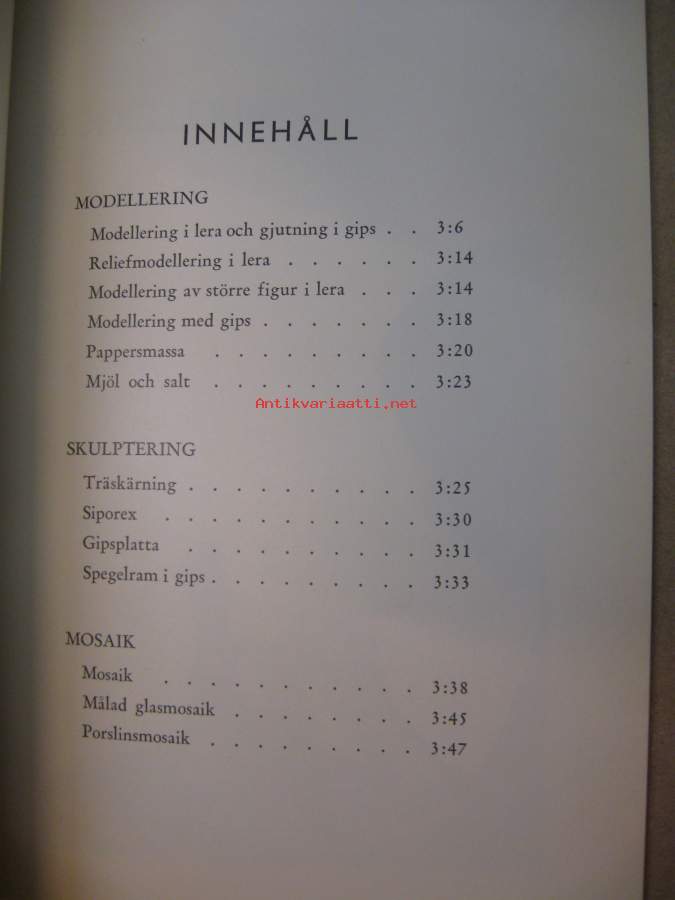 INNEHÅLL
MODELLERING
Modellering i lera och gjutning i gips . . 3:6
Reliefmodellering i lera . . . . . . 3:14
Modellering av större figur i lera . . . 3:14
Modellering med gips . . . . . . . 3:18
Pappersmassa . . . . . . . . . 3:20
Mjöl och salt . . . . . . . . . 3:23
Antikvariaatti.net
SKULPTERING
Träskärning . . . . . . . . . . 3:25
Siporex . . . . . . . . . . . 3:30
Gipsplatta . . . . . . . . . . 3:31
Spegelram i gips . . . . . . . . . 3:33
MOSAIK
Mosaik . . . . . . . . . . . 3:38
Målad glasmosaik . . . . . . . . 3:45
Porslinsmosaik . . . . . . . . . 3:47